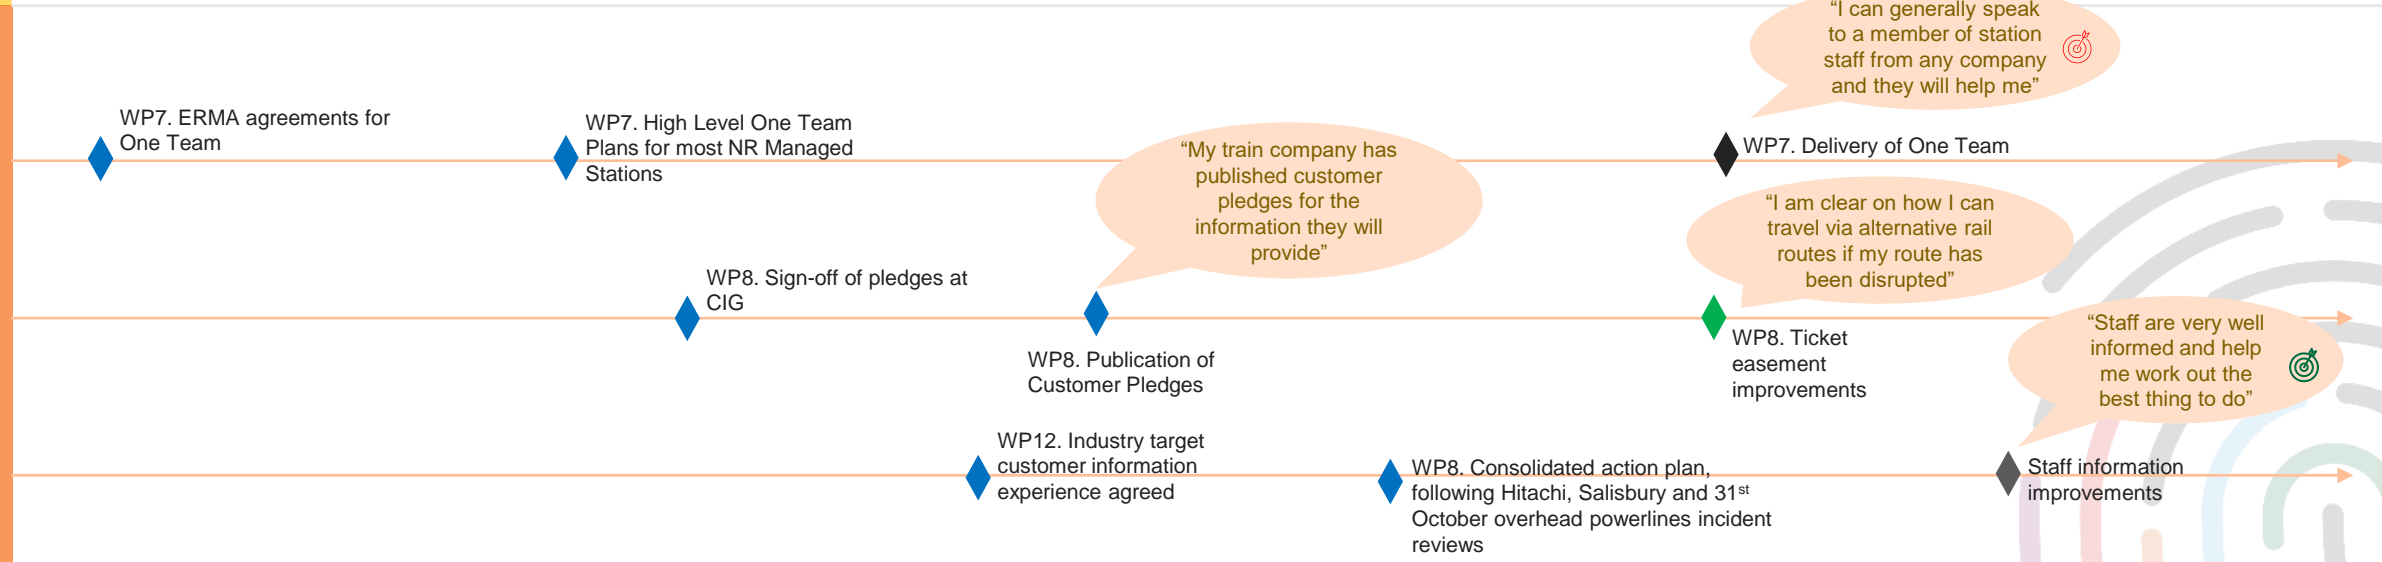 “I can generally speak
to a member of station
staff from any company
and they will help me”
WP7. ERMA agreements for
One Team
WP7. High Level One Team
Plans for most NR Managed
Stations
WP7. Delivery of One Team
“My train company has
published customer
pledges for the
information they will
provide”
“I am clear on how I can
travel via alternative rail
routes if my route has
been disrupted”
WP8. Sign-off of pledges at
CIG
WP8. Publication of
Customer Pledges
WP8. Ticket
easement
improvements
“Staff are very well
informed and help
me work out the
best thing to do”
WP12. Industry target
customer information
experience agreed
WP8. Consolidated action plan,
following Hitachi, Salisbury and 31st
October overhead powerlines incident
reviews
Staff information
improvements